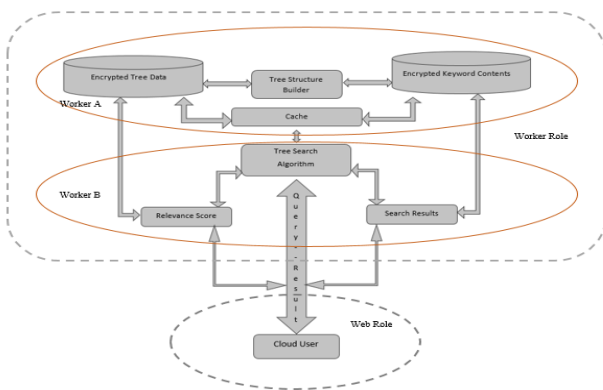 Encrypted Tree Data
Tree Structure
Builder
Encrypted Keyword Contents
Worker A
Cache
Worker Role
Tree Search
Algorithm
Worker B
Relevance Score
Search Results
Query--Result
Web Role
Cloud User